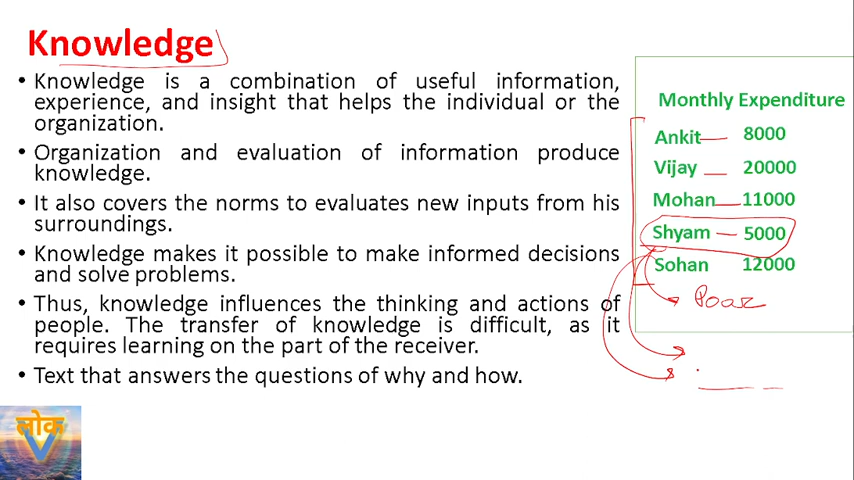 Knowledge
• Knowledge is a combination of useful information,
experience, and insight that helps the individual or the
organization.
• Organization and evaluation of information produce
knowledge.
• It also covers the norms to evaluates new inputs from his
surroundings.
• Knowledge makes it possible to make informed decisions
and solve problems.
• Thus, knowledge influences the thinking and actions of
people. The transfer of knowledge is difficult, as it
requires learning on the part of the receiver.
• Text that answers the questions of why and how.
Monthly Expenditure
Ankit 8000
Vijay 20000
Mohan 11000
Shyam 5000
Sohan 12000
लोक